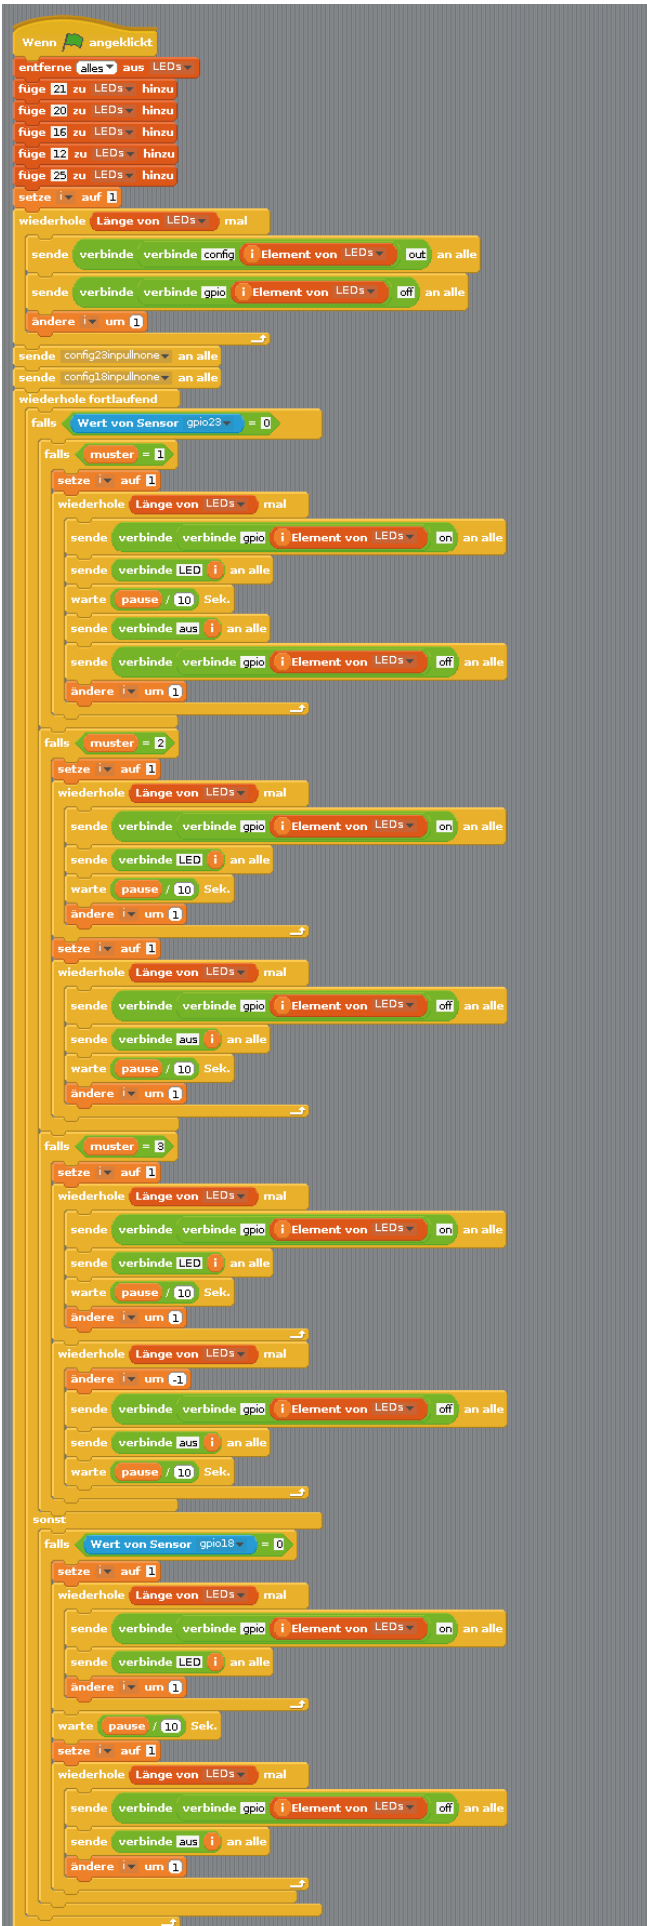 Wenn angeklickt
entferne alles aus LEDs
füge 21 zu LEDs hinzu
füge 20 zu LEDs hinzu
füge 16 zu LEDs hinzu
füge 12 zu LEDs hinzu
füge 25 zu LEDs hinzu
setze i auf 1
wiederhole Länge von LEDs mal
sende verbinde verbinde config i Element von LEDs out an alle
sende verbinde verbinde gpio i Element von LEDs off an alle
ändere i um 1
sende config23inpullnone an alle
sende config18inpullnone an alle
wiederhole fortlaufend
falls Wert von Sensor gpio23 = 0
falls muster = 1
setze i auf 1
wiederhole Länge von LEDs mal
sende verbinde verbinde gpio i Element von LEDs on an alle
sende verbinde LED i an alle
warte pause / 10 Sek.
sende verbinde aus i an alle
sende verbinde verbinde gpio i Element von LEDs off an alle
ändere i um 1
falls muster = 2
setze i auf 1
wiederhole Länge von LEDs mal
sende verbinde verbinde gpio i Element von LEDs on an alle
sende verbinde LED i an alle
warte pause / 10 Sek.
ändere i um 1
setze i auf 1
wiederhole Länge von LEDs mal
sende verbinde verbinde gpio i Element von LEDs off an alle
sende verbinde aus i an alle
warte pause / 10 Sek.
ändere i um 1
falls muster = 3
setze i auf 1
wiederhole Länge von LEDs mal
sende verbinde verbinde gpio i Element von LEDs on an alle
sende verbinde LED i an alle
warte pause / 10 Sek.
ändere i um 1
wiederhole Länge von LEDs mal
ändere i um -1
sende verbinde verbinde gpio i Element von LEDs off an alle
sende verbinde aus i an alle
warte pause / 10 Sek.
sonst
falls Wert von Sensor gpio18 = 0
setze i auf 1
wiederhole Länge von LEDs mal
sende verbinde verbinde gpio i Element von LEDs on an alle
sende verbinde LED i an alle
ändere i um 1
warte pause / 10 Sek.
setze i auf 1
wiederhole Länge von LEDs mal
sende verbinde verbinde gpio i Element von LEDs off an alle
sende verbinde aus i an alle
ändere i um 1